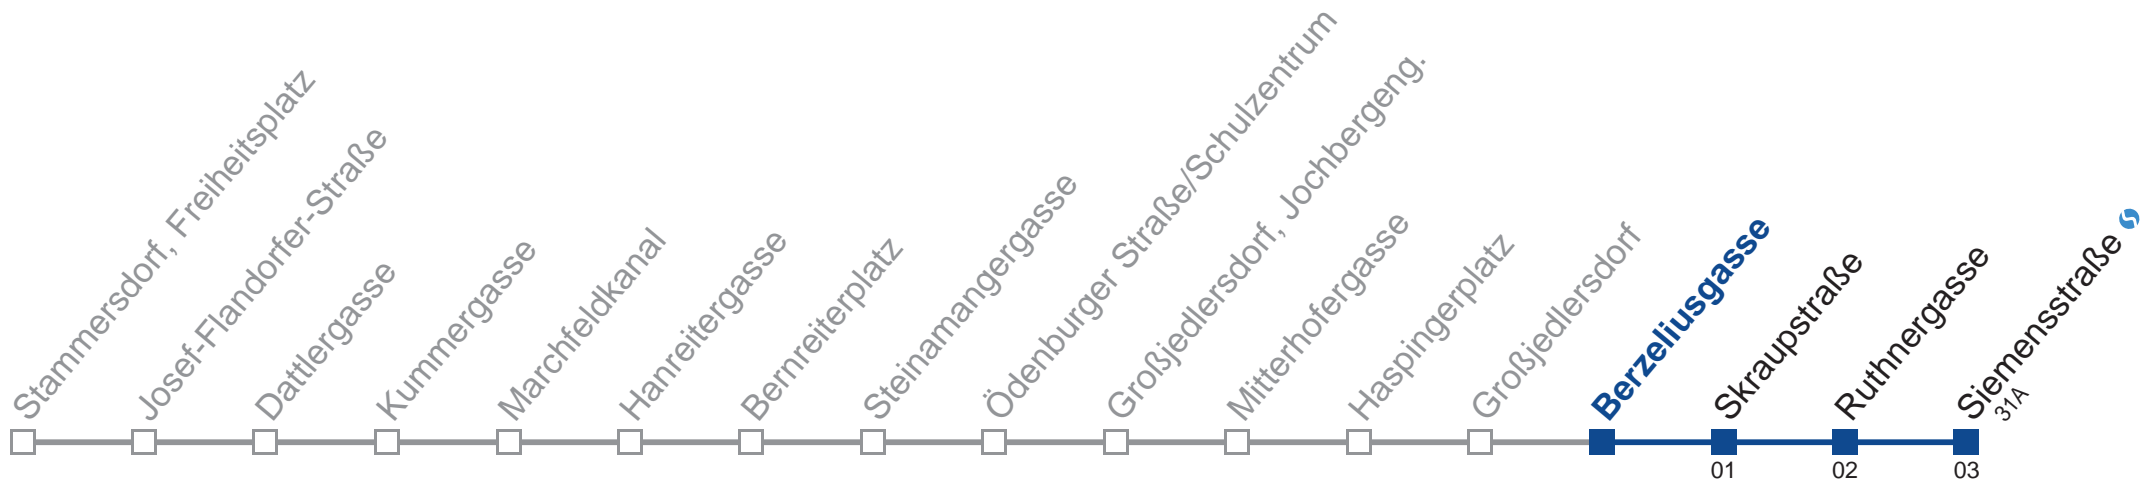 Stammersdorf, Freiheitsplatz
Josef-Flandorfer-Straße
Dattlergasse
Kummergasse
Marchfeldkanal
Hanreitergasse
Bernreiterplatz
Steinamangergasse
Ödenburger Straße/Schulzentrum
Großjedlersdorf, Jochbergeng.
Mitterhofergasse
Haspingerplatz
Großjedlersdorf
Berzeliusgasse
Skraupstraße
Ruthnergasse
Siemensstraße
31A
01
02
03